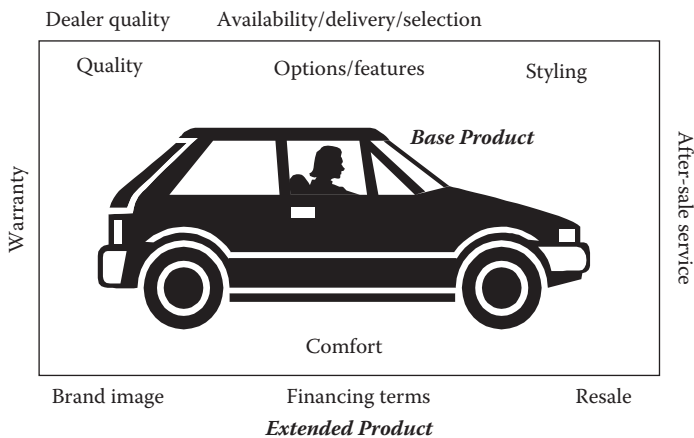 Dealer quality Availability/delivery/selection
Quality Options/features Styling
Base Product
Warranty
After-sale service
Comfort
Brand image Financing terms Resale
Extended Product